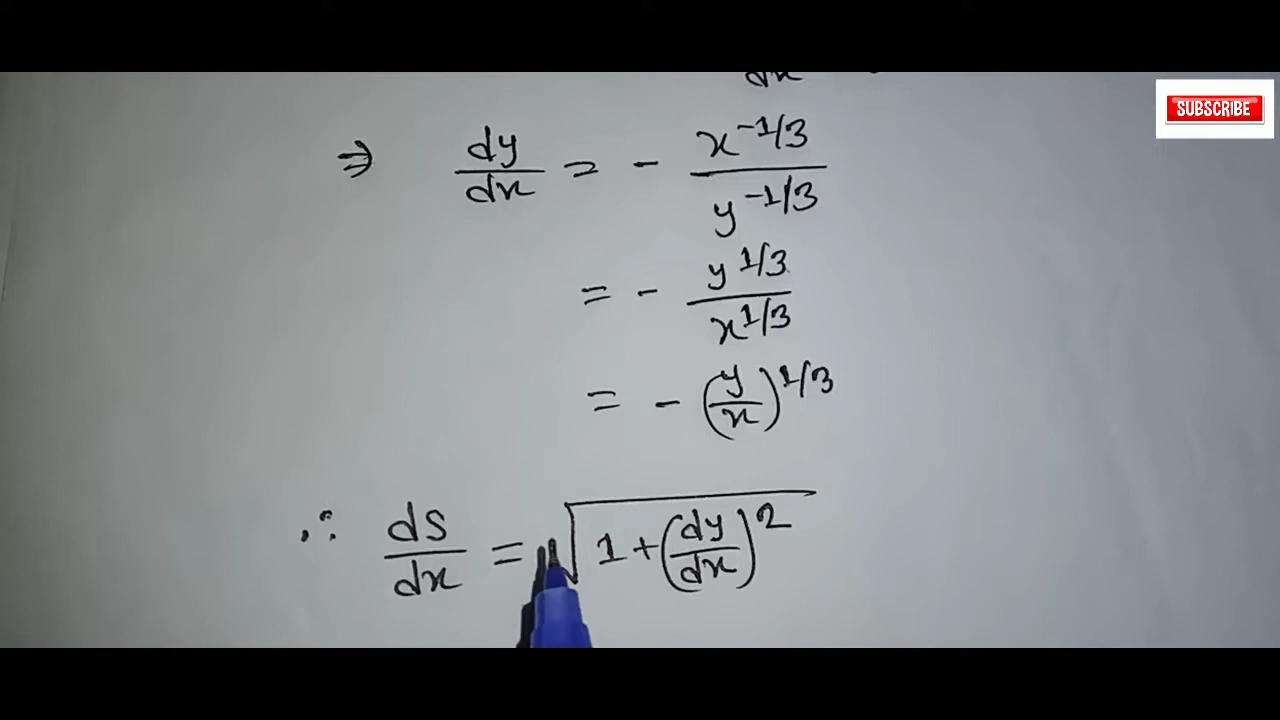 dx
SUBSCRIBE
⇒ dy/dx = - x^-1/3 / y^-1/3
= - y^1/3 / x^1/3
= - (y/x)^1/3
∴ ds/dx = √(1+(dy/dx)^2)